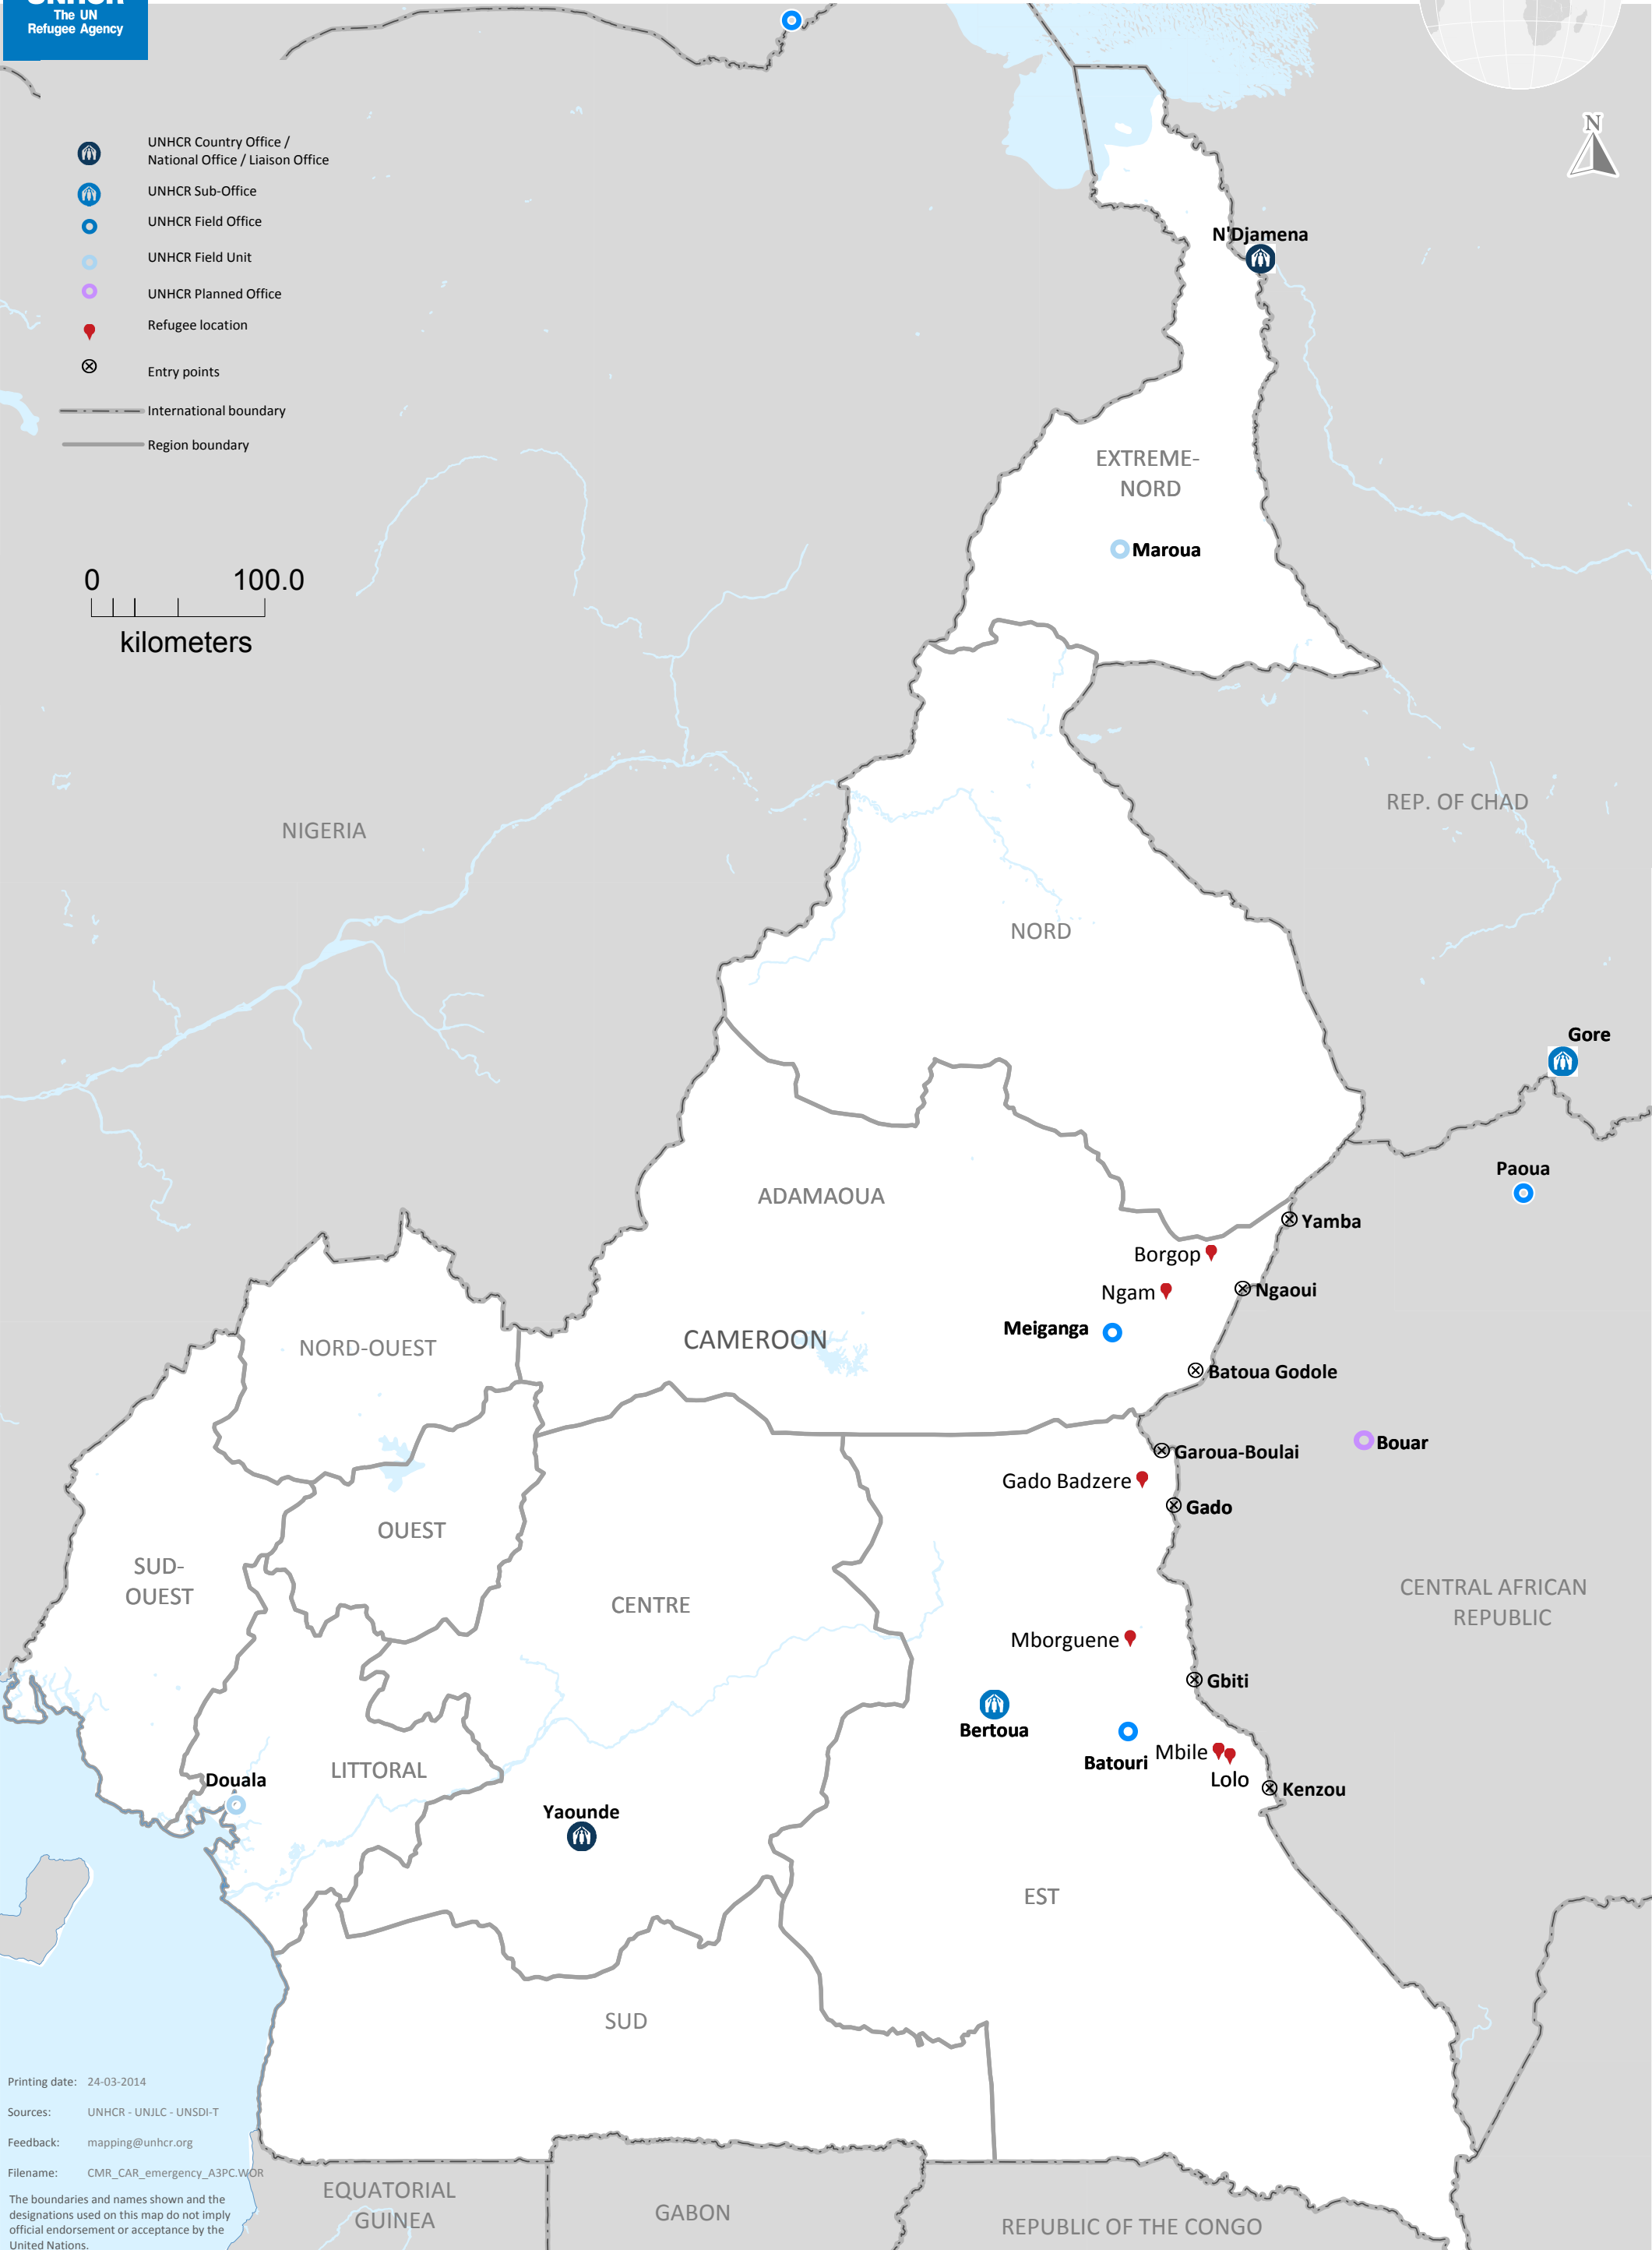 UNHCR
The UN
Refugee Agency
N
UNHCR Country Office /
National Office / Liaison Office
UNHCR Sub-Office
UNHCR Field Office
UNHCR Field Unit
UNHCR Planned Office
Refugee location
Entry points
International boundary
Region boundary
0 100.0
kilometers
N'Djamena
EXTREME-
NORD
Maroua
REP. OF CHAD
NIGERIA
NORD
Gore
Paoua
ADAMAOUA
Yamba
Borgop
Ngaoui
Ngam
Meiganga
CAMEROON
NORD-OUEST
Batoua Godole
Bouar
Garoua-Boulai
Gado Badzere
Gado
OUEST
SUD-
OUEST
CENTRE
CENTRAL AFRICAN
REPUBLIC
Mborguene
Gbiti
Bertoua
Batouri
Mbile
Lolo
Kenzou
LITTORAL
Douala
Yaounde
EST
SUD
Printing date: 24-03-2014
Sources: UNHCR - UNJLC - UNSDI-T
Feedback: mapping@unhcr.org
Filename: CMR_CAR_emergency_A3PC.WOR
The boundaries and names shown and the
designations used on this map do not imply
official endorsement or acceptance by the
United Nations.
EQUATORIAL
GUINEA
GABON
REPUBLIC OF THE CONGO